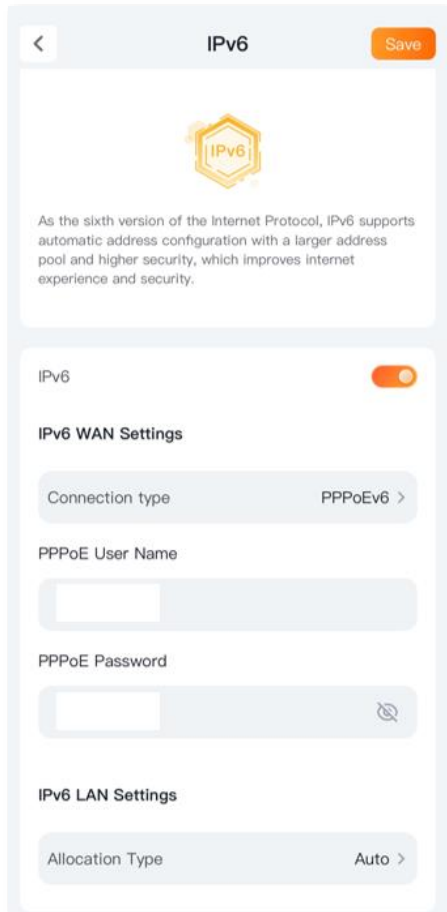 IPv6
Save
IPv6
As the sixth version of the Internet Protocol, IPv6 supports
automatic address configuration with a larger address
pool and higher security, which improves internet
experience and security.
IPv6
IPv6 WAN Settings
Connection type PPPoEv6 >
PPPoE User Name
PPPoE Password
IPv6 LAN Settings
Allocation Type Auto >